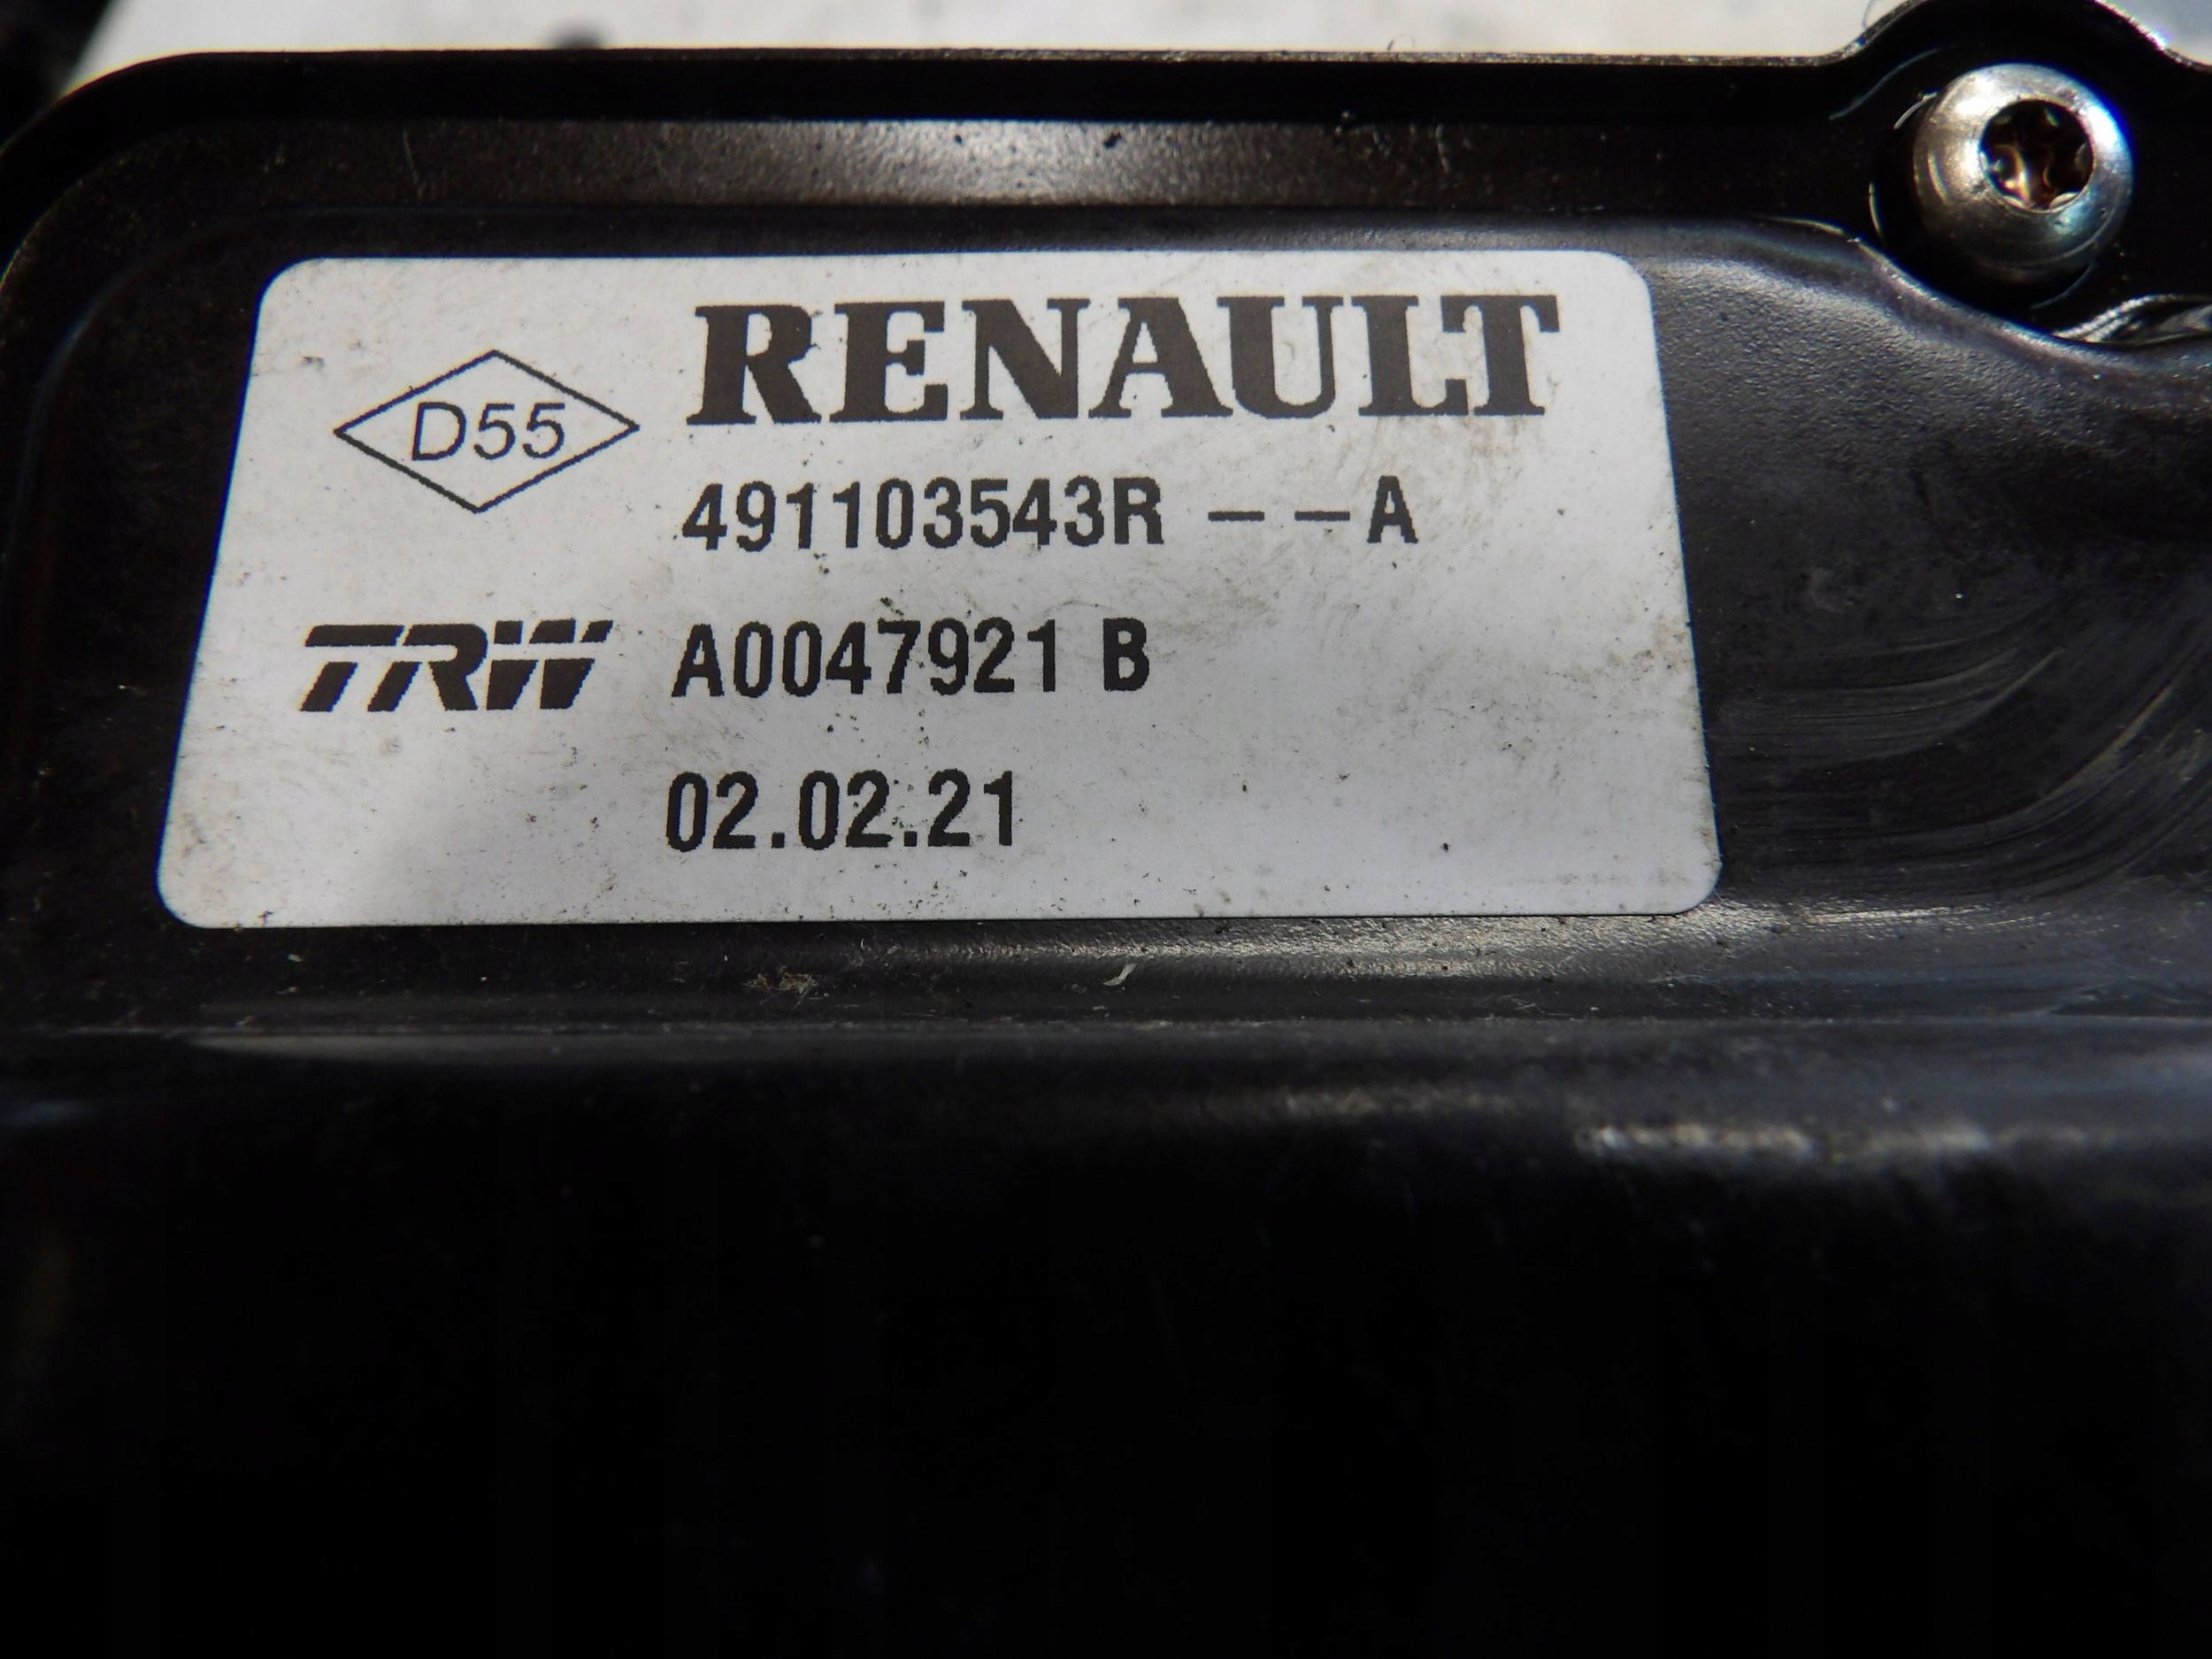 RENAULT
D55
491103543R --A
TRW A0047921 B
02.02.21